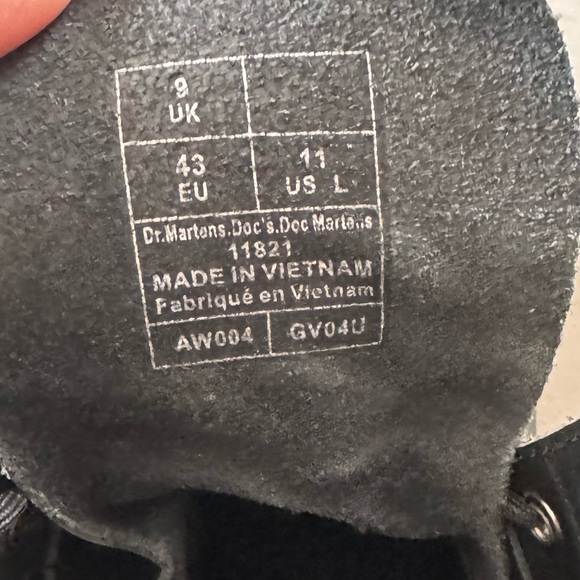 9
UK
43
EU
11
US L
Dr.Martens.Doc's.Doc Martens
11821
MADE IN VIETNAM
Fabriqué en Vietnam
AW004 GV04U